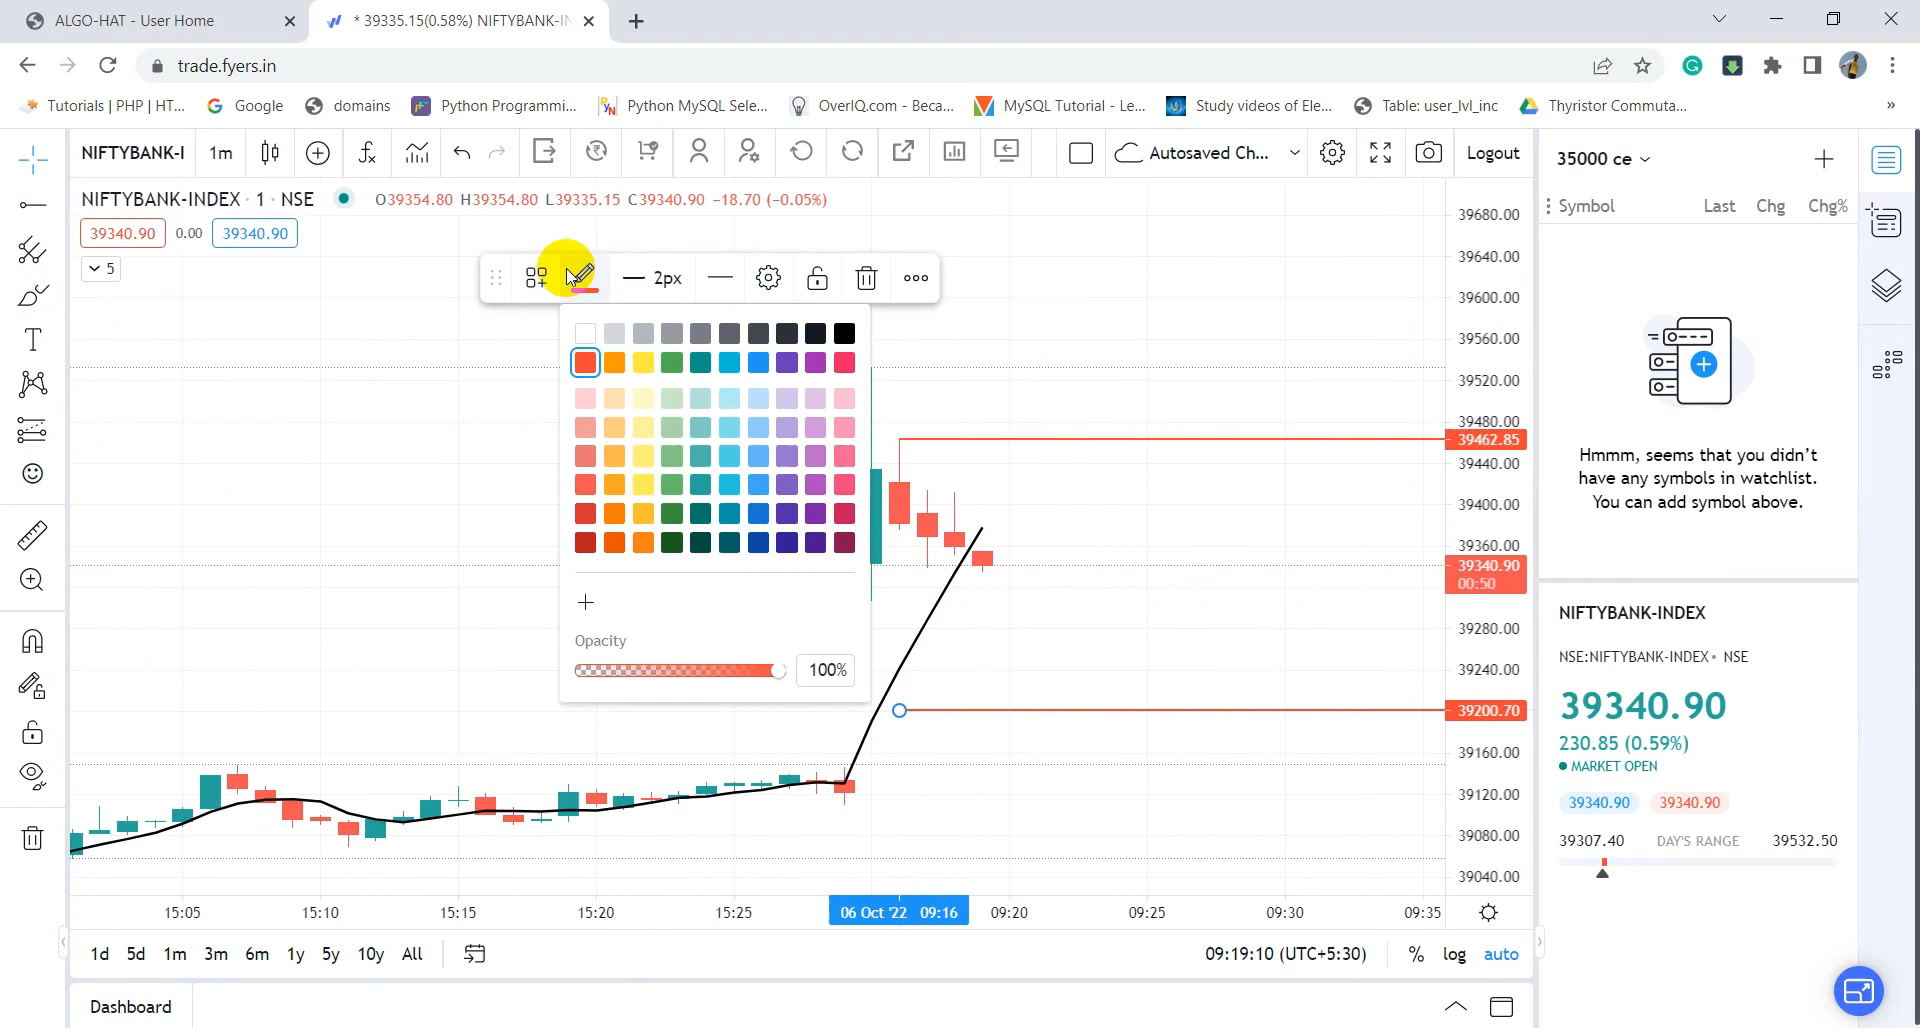 ALGO-HAT - User Home
* 39335.15(0.58%) NIFTYBANK-IN
trade.fyers.in
Tutorials | PHP | HT...
Google
domains
Python Programmi...
Python MySQL Sele...
OverIQ.com - Beca...
MySQL Tutorial - Le...
Study videos of Ele...
Table: user_lvl_inc
Thyristor Commuta...
»
NIFTYBANK-I
1m
Autosaved Ch...
Logout
35000 ce
NIFTYBANK-INDEX · 1 · NSE
O39354.80 H39354.80 L39335.15 C39340.90 −18.70 (−0.05%)
39340.90
0.00
39340.90
5
Symbol
Last
Chg
Chg%
2px
Opacity
100%
39680.00
39640.00
39600.00
39560.00
39520.00
39480.00
39462.85
39440.00
39400.00
39360.00
39340.90
00:50
39280.00
39240.00
39200.70
39160.00
39120.00
39080.00
39040.00
Hmmm, seems that you didn't
have any symbols in watchlist.
You can add symbol above.
NIFTYBANK-INDEX
NSE:NIFTYBANK-INDEX • NSE
39340.90
230.85 (0.59%)
MARKET OPEN
39340.90
39340.90
39307.40
DAY'S RANGE
39532.50
15:05
15:10
15:15
15:20
15:25
06 Oct '22 09:16
09:20
09:25
09:30
09:35
1d 5d 1m 3m 6m 1y 5y 10y All
09:19:10 (UTC+5:30)
%
log
auto
Dashboard